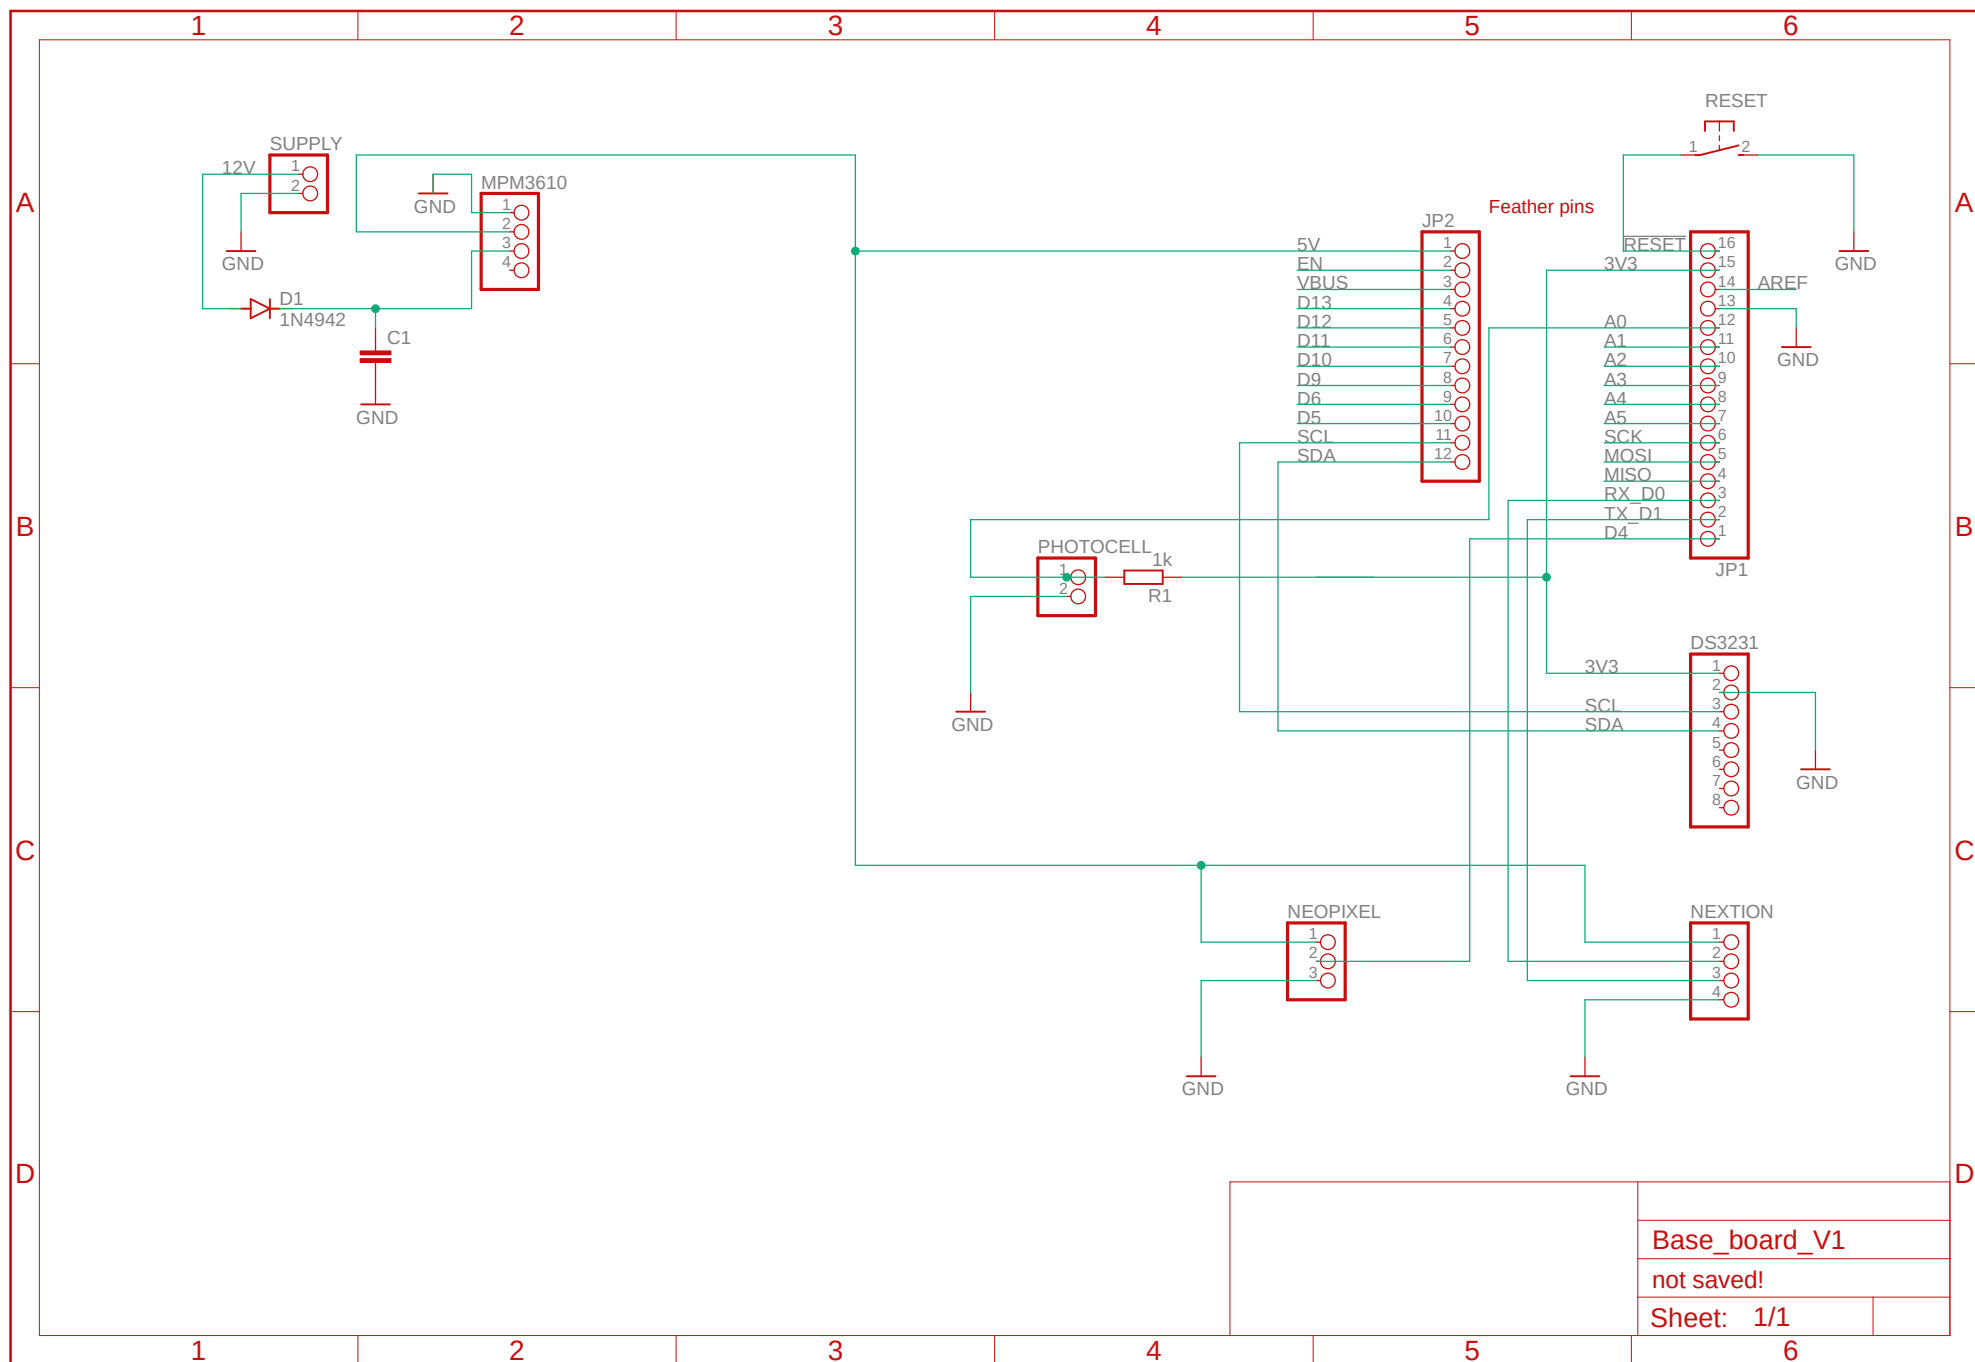 1 2 3 4 5 6
RESET
1 2
SUPPLY
12V
1
2
GND
MPM3610
GND
1
2
3
4
D1
1N4942
C1
GND
Feather pins
JP2
5V 1
EN 2
VBUS 3
D13 4
D12 5
D11 6
D10 7
D9 8
D6 9
D5 10
SCL 11
SDA 12
RESET 16
3V3 15
14 AREF
13
A0 12
A1 11
A2 10
A3 9
A4 8
A5 7
SCK 6
MOSI 5
MISO 4
RX_D0 3
TX_D1 2
D4 1
JP1
GND
GND
PHOTOCELL
1
2
1k
R1
GND
DS3231
3V3 1
2
SCL 3
SDA 4
5
6
7
8
GND
NEOPIXEL
1
2
3
GND
NEXTION
1
2
3
4
GND
A A
B B
C C
D D
Base_board_V1
not saved!
Sheet: 1/1
1 2 3 4 5 6